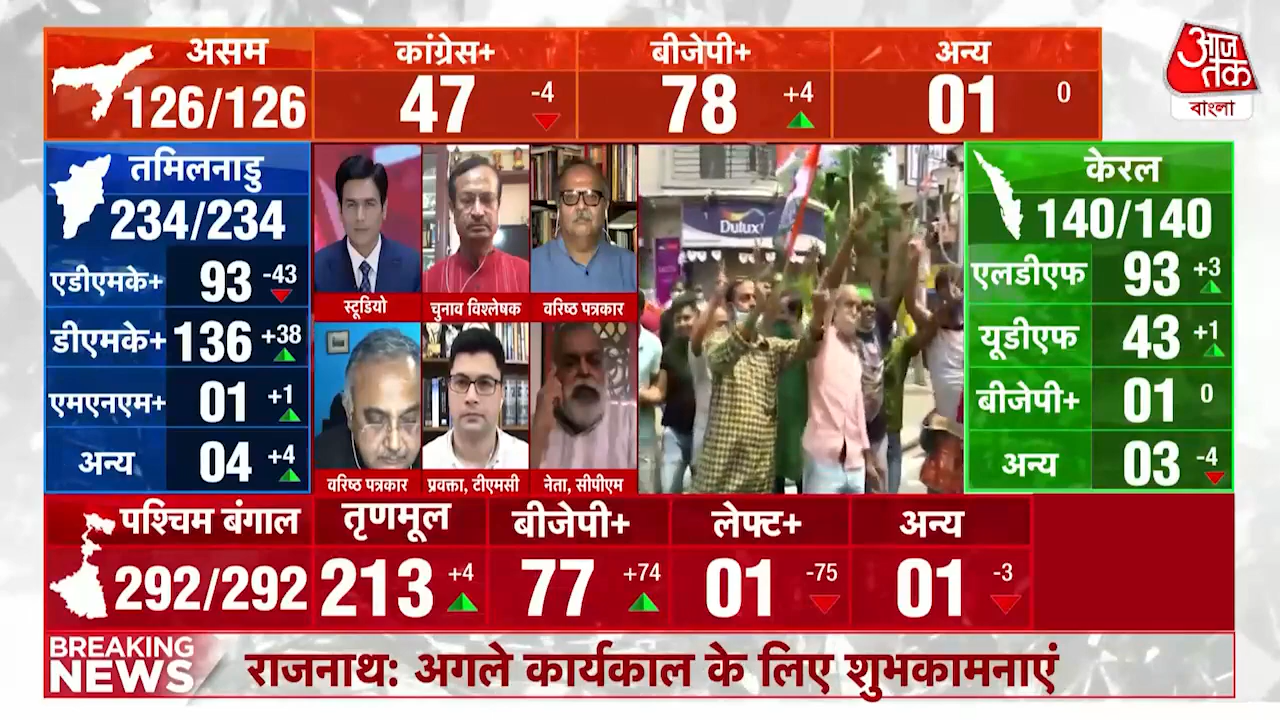 असम
126/126
कांग्रेस+
47 -4
बीजेपी+
78 +4
अन्य
01 0
आज
तक
বাংলা
तमिलनाडु
234/234
एडीएमके+ 93 -43
डीएमके+ 136 +38
एमएनएम+ 01 +1
अन्य 04 +4
स्टूडियो
चुनाव विश्लेषक
वरिष्ठ पत्रकार
वरिष्ठ पत्रकार
प्रवक्ता, टीएमसी
नेता, सीपीएम
Dulux
केरल
140/140
एलडीएफ 93 +3
यूडीएफ 43 +1
बीजेपी+ 01 0
अन्य 03 -4
पश्चिम बंगाल
292/292
तृणमूल
213 +4
बीजेपी+
77 +74
लेफ्ट+
01 -75
अन्य
01 -3
BREAKING
NEWS
राजनाथ: अगले कार्यकाल के लिए शुभकामनाएं